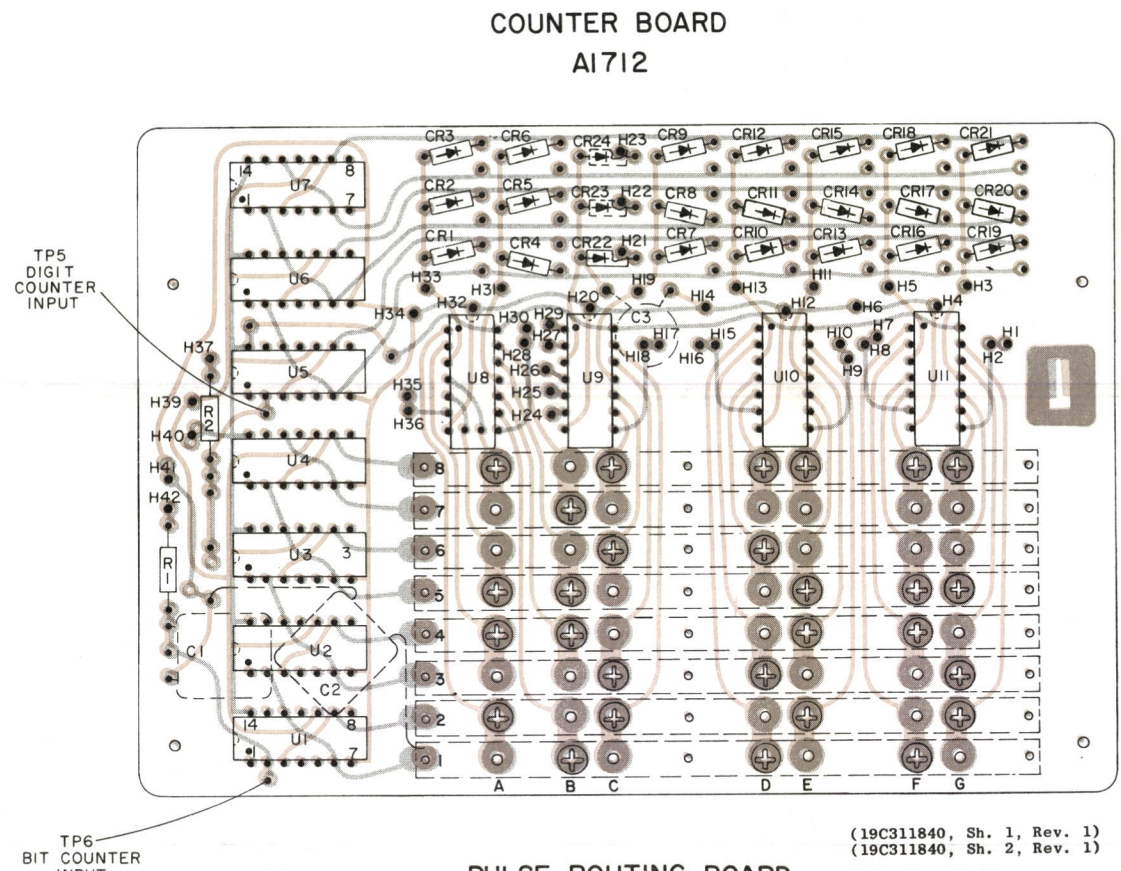 COUNTER BOARD
A1712
CR3 CR6 CR24 H23 CR9 CR12 CR15 CR18 CR21
14 8
U7
1 7
CR2 CR5 CR23 H22 CR8 CR11 CR14 CR17 CR20
CR1 CR4 CR22 H21 CR7 CR10 CR13 CR16 CR19
TP5
DIGIT
COUNTER
INPUT
U6
H33 H31 H19 H13 H11 H5 H3
H34 H32 H20 C3 H14 H12 H6 H4
H30 H29
H28 H27 H18 H17 H16 H15 H10 H7 H8 H2 H1
H37 U5 U8 H26 U9 U10 H9 U11
H35 H25
H39 R2 H36 H24
H40
H41 U4 8
H42 7
U3 3 6
R1 5
C1 U2 4
C2 3
14 8 2
U1
1 7 1
A B C D E F G
TP6
BIT COUNTER
(19C311840, Sh. 1, Rev. 1)
(19C311840, Sh. 2, Rev. 1)
PULSE ROUTING BOARD